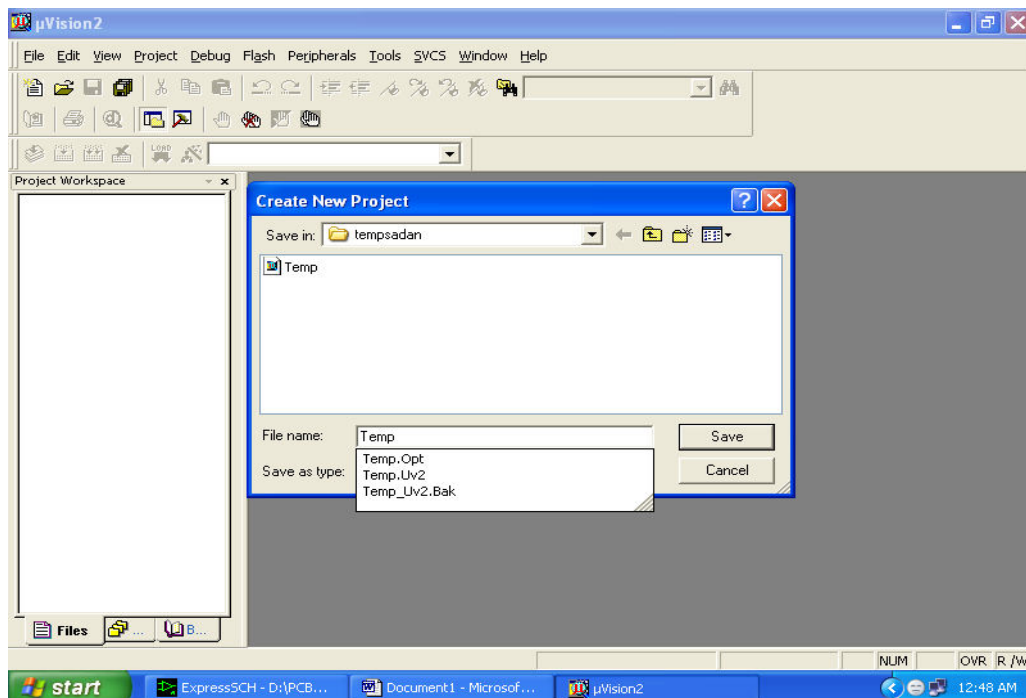 µVision2
File Edit View Project Debug Flash Peripherals Tools SVCS Window Help
LOAD
Project Workspace
Create New Project
Save in: tempsadan
Temp
File name: Temp Save
Temp.Opt
Save as type: Temp.Uv2 Cancel
Temp_Uv2.Bak
Files ... B...
NUM OVR R /W
start ExpressSCH - D:\PCB... Document1 - Microsof... µVision2 12:48 AM